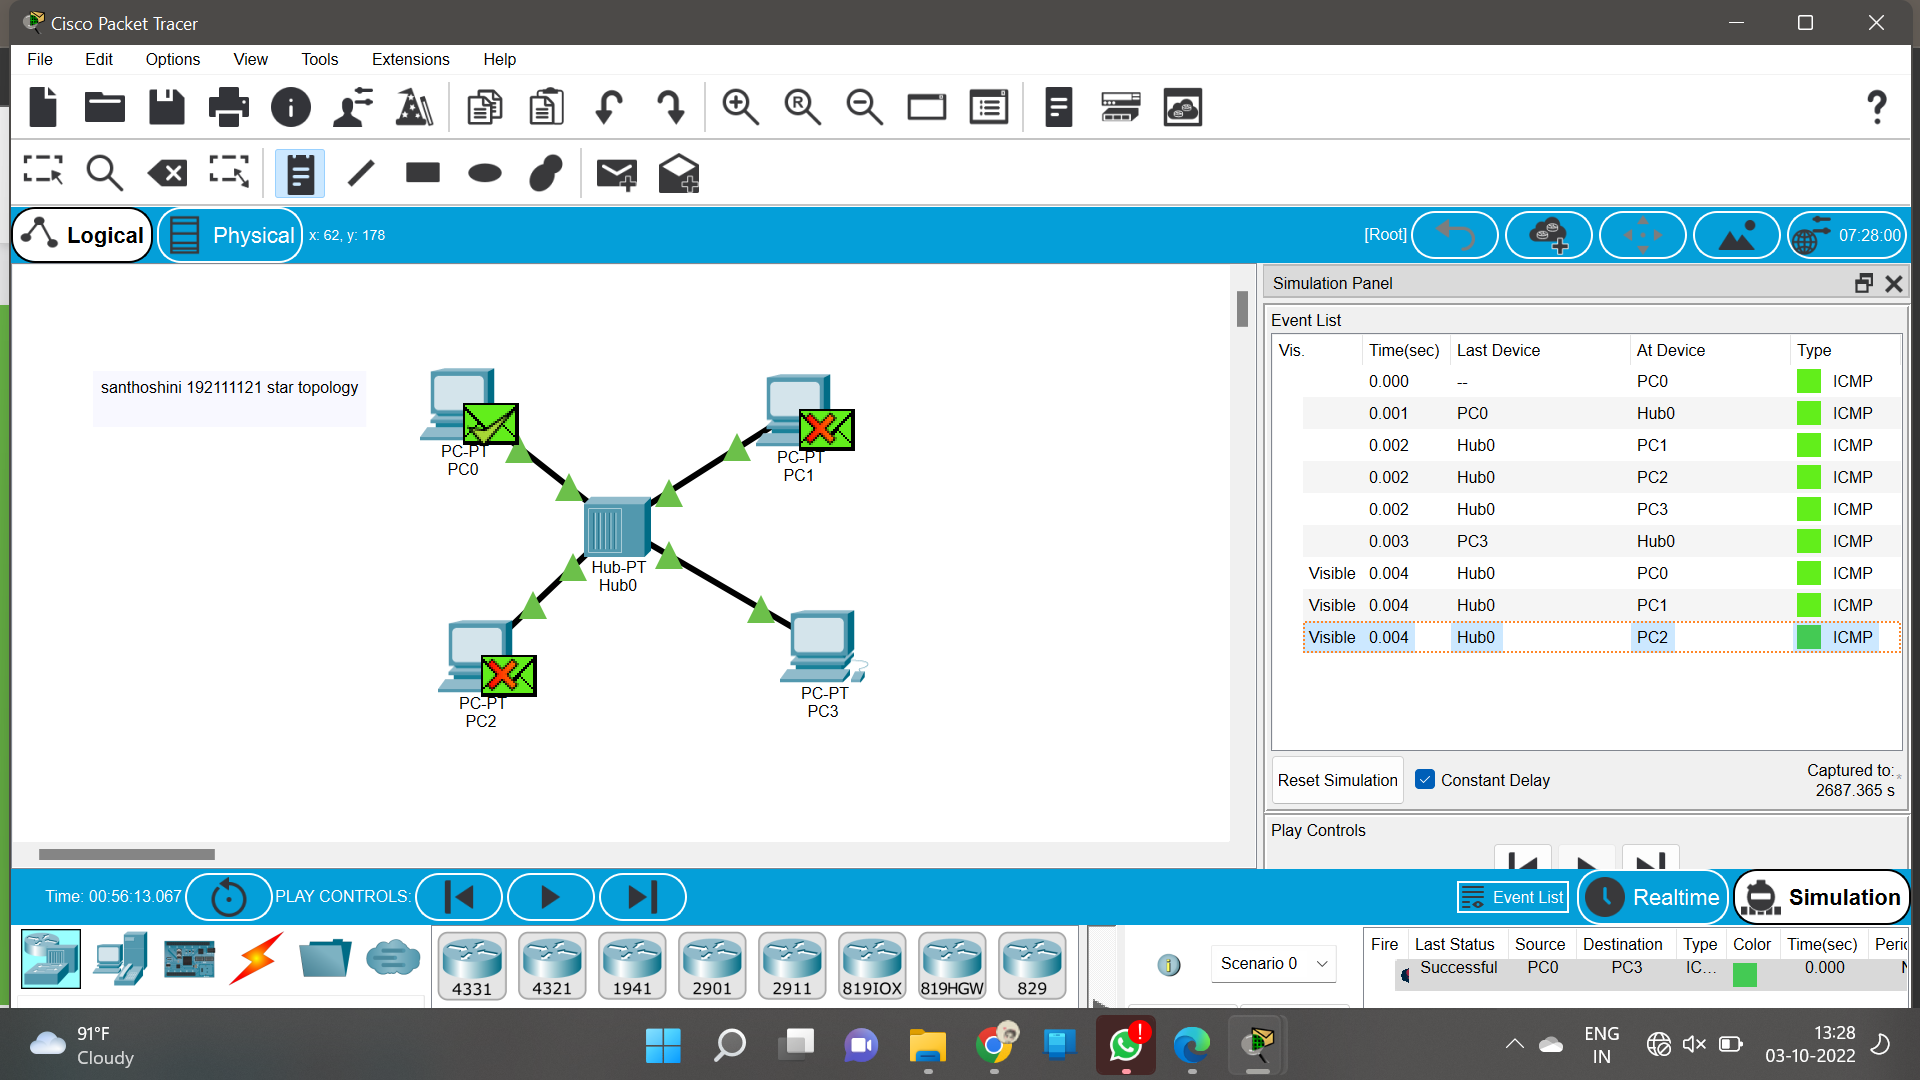 Cisco Packet Tracer
File Edit Options View Tools Extensions Help
R
Logical Physical x: 62, y: 178 [Root] 07:28:00
santhoshini 192111121 star topology
PC-PT
PC0
PC-PT
PC1
Hub-PT
Hub0
PC-PT
PC2
PC-PT
PC3
Simulation Panel
Event List
Vis. Time(sec) Last Device At Device Type
0.000 -- PC0 ICMP
0.001 PC0 Hub0 ICMP
0.002 Hub0 PC1 ICMP
0.002 Hub0 PC2 ICMP
0.002 Hub0 PC3 ICMP
0.003 PC3 Hub0 ICMP
Visible 0.004 Hub0 PC0 ICMP
Visible 0.004 Hub0 PC1 ICMP
Visible 0.004 Hub0 PC2 ICMP
Reset Simulation Constant Delay Captured to: *
2687.365 s
Play Controls
Time: 00:56:13.067 PLAY CONTROLS: Event List Realtime Simulation
4331 4321 1941 2901 2911 819IOX 819HGW 829
Scenario 0
Fire Last Status Source Destination Type Color Time(sec) Peric
Successful PC0 PC3 IC... 0.000 N
91°F
Cloudy
ENG
IN
13:28
03-10-2022